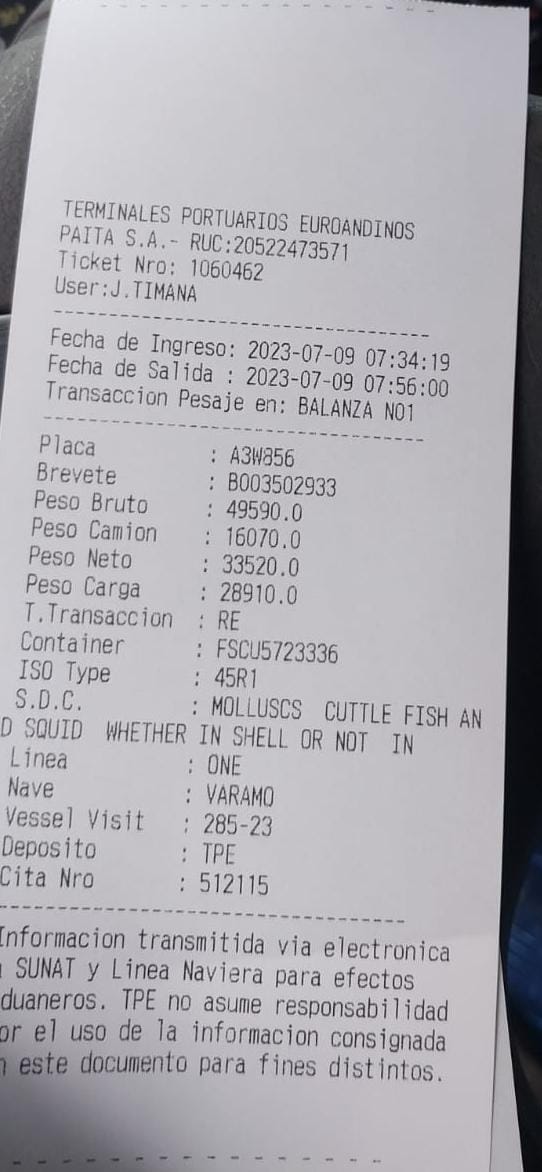 TERMINALES PORTUARIOS EUROANDINOS
PAITA S.A.- RUC:20522473571
Ticket Nro: 1060462
User:J.TIMANA
Fecha de Ingreso: 2023-07-09 07:34:19
Fecha de Salida : 2023-07-09 07:56:00
Transaccion Pesaje en: BALANZA NO1
Placa : A3W856
Brevete : B003502933
Peso Bruto : 49590.0
Peso Camion : 16070.0
Peso Neto : 33520.0
Peso Carga : 28910.0
T.Transaccion : RE
Container : FSCU5723336
ISO Type : 45R1
S.D.C. : MOLLUSCS CUTTLE FISH AN
D SQUID WHETHER IN SHELL OR NOT IN
Linea : ONE
Nave : VARAMO
Vessel Visit : 285-23
Deposito : TPE
Cita Nro : 512115
Informacion transmitida via electronica
SUNAT y Linea Naviera para efectos
duaneros. TPE no asume responsabilidad
or el uso de la informacion consignada
n este documento para fines distintos.